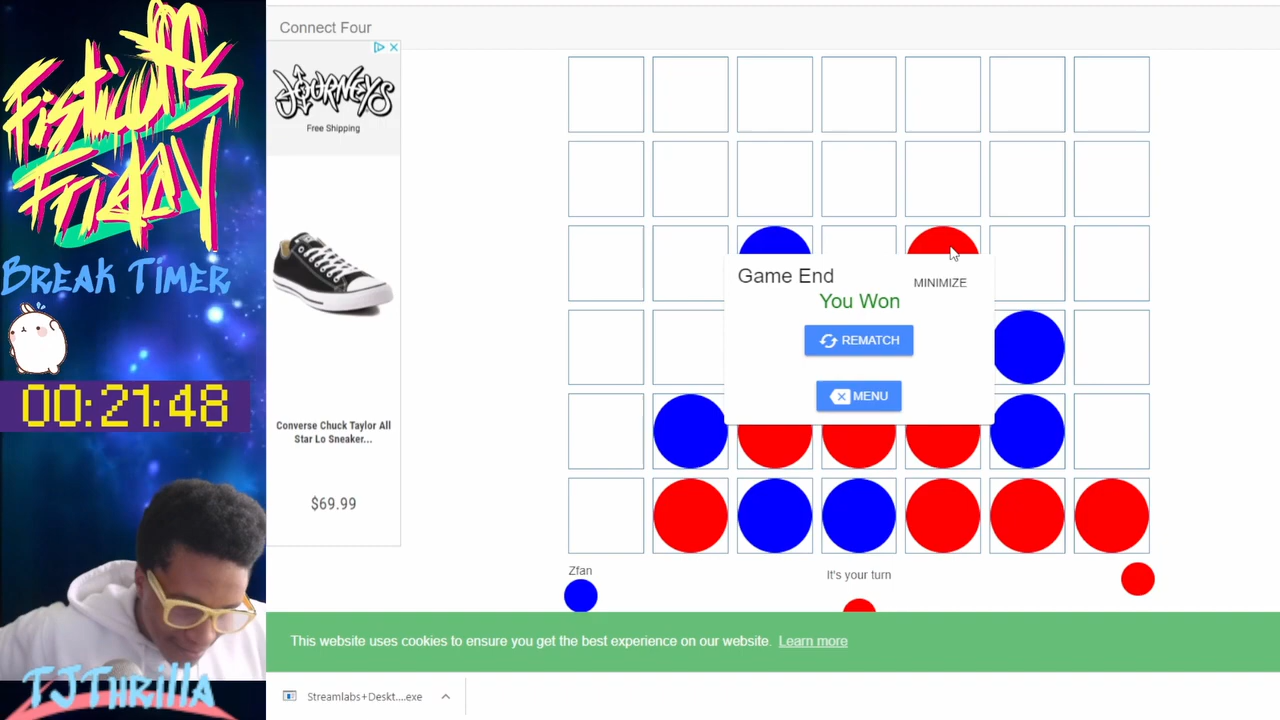 Fisticuffs
Friday
BREAK TIMER
00:21:48
TJTHRILLA
Connect Four
JOURNEYS
Free Shipping
Converse Chuck Taylor All
Star Lo Sneaker...
$69.99
Game End
MINIMIZE
You Won
REMATCH
MENU
Zfan
It's your turn
This website uses cookies to ensure you get the best experience on our website. Learn more
Streamlabs+Deskt....exe